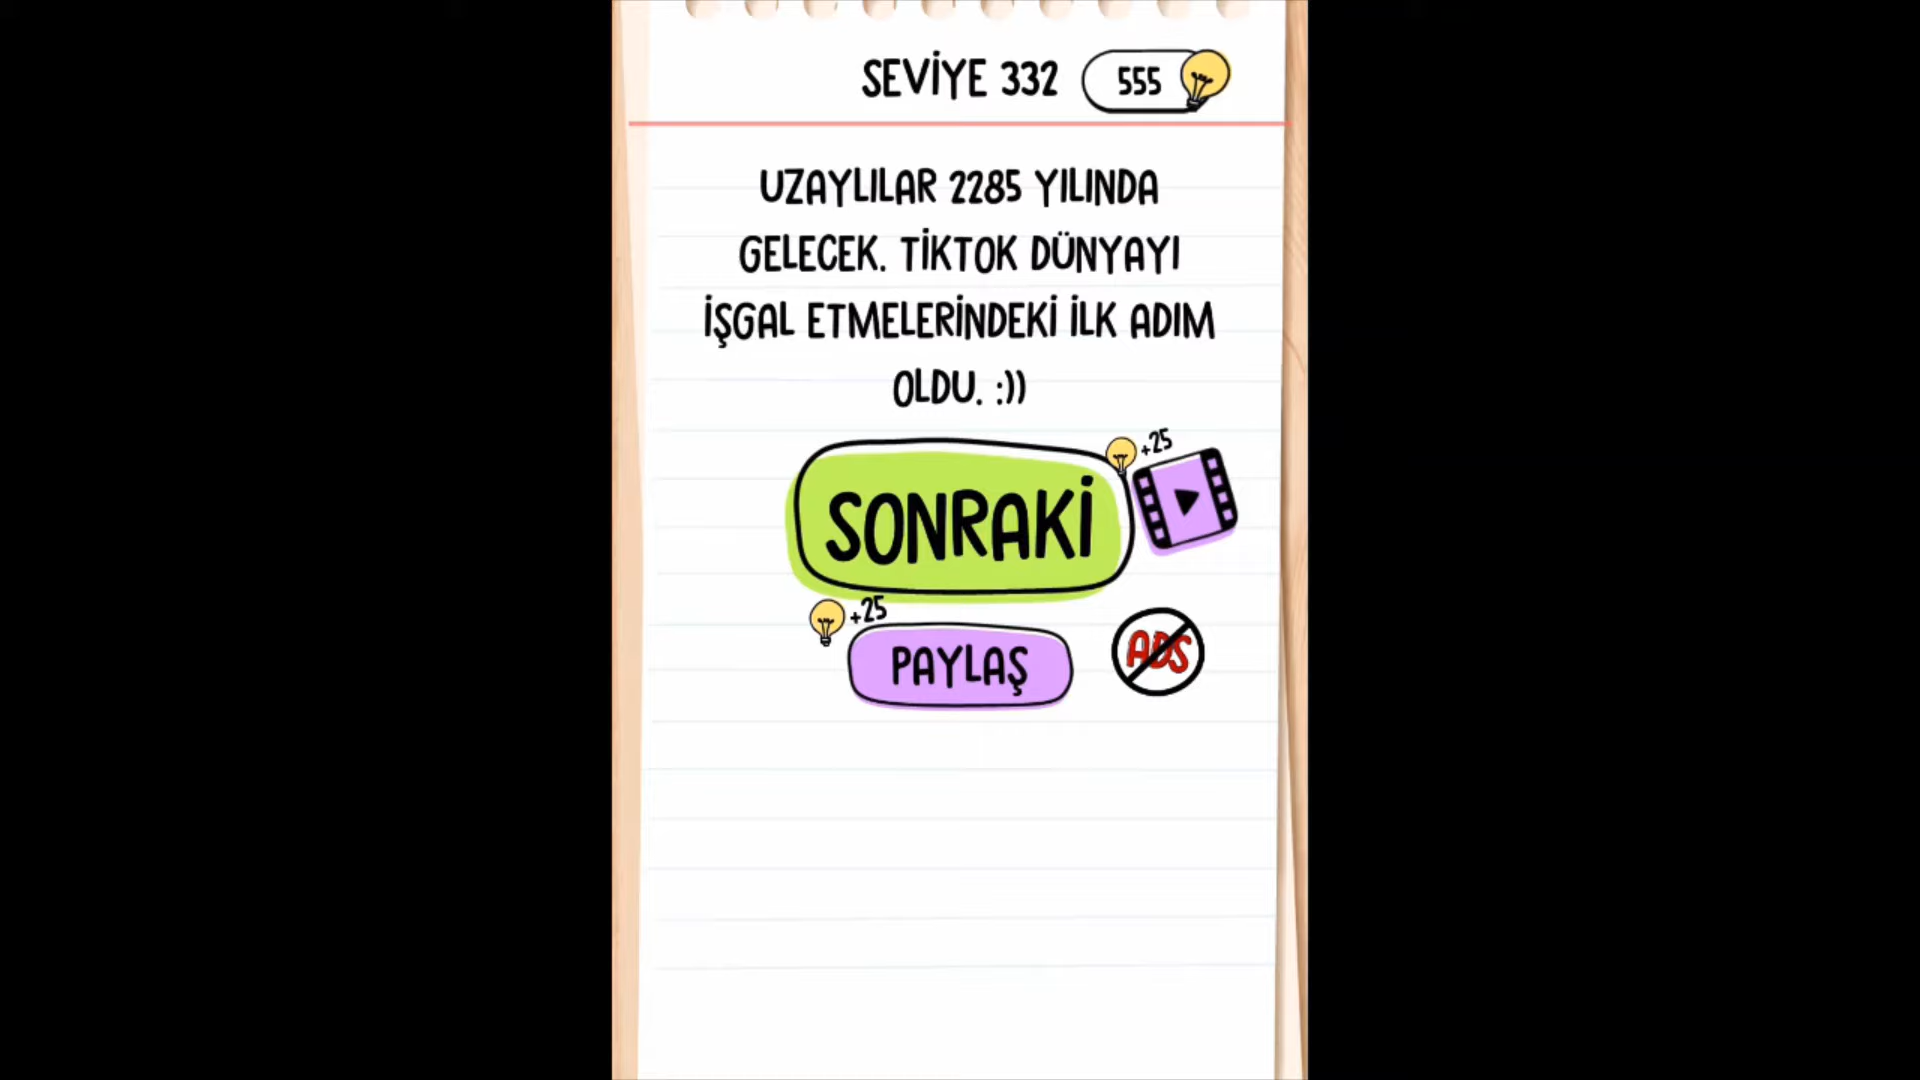 SEVİYE 332
555
UZAYLILAR 2285 YILINDA
GELECEK. TİKTOK DÜNYAYI
İŞGAL ETMELERİNDEKİ İLK ADIM
OLDU. :))
+25
SONRAKİ
+25
PAYLAŞ
ADS